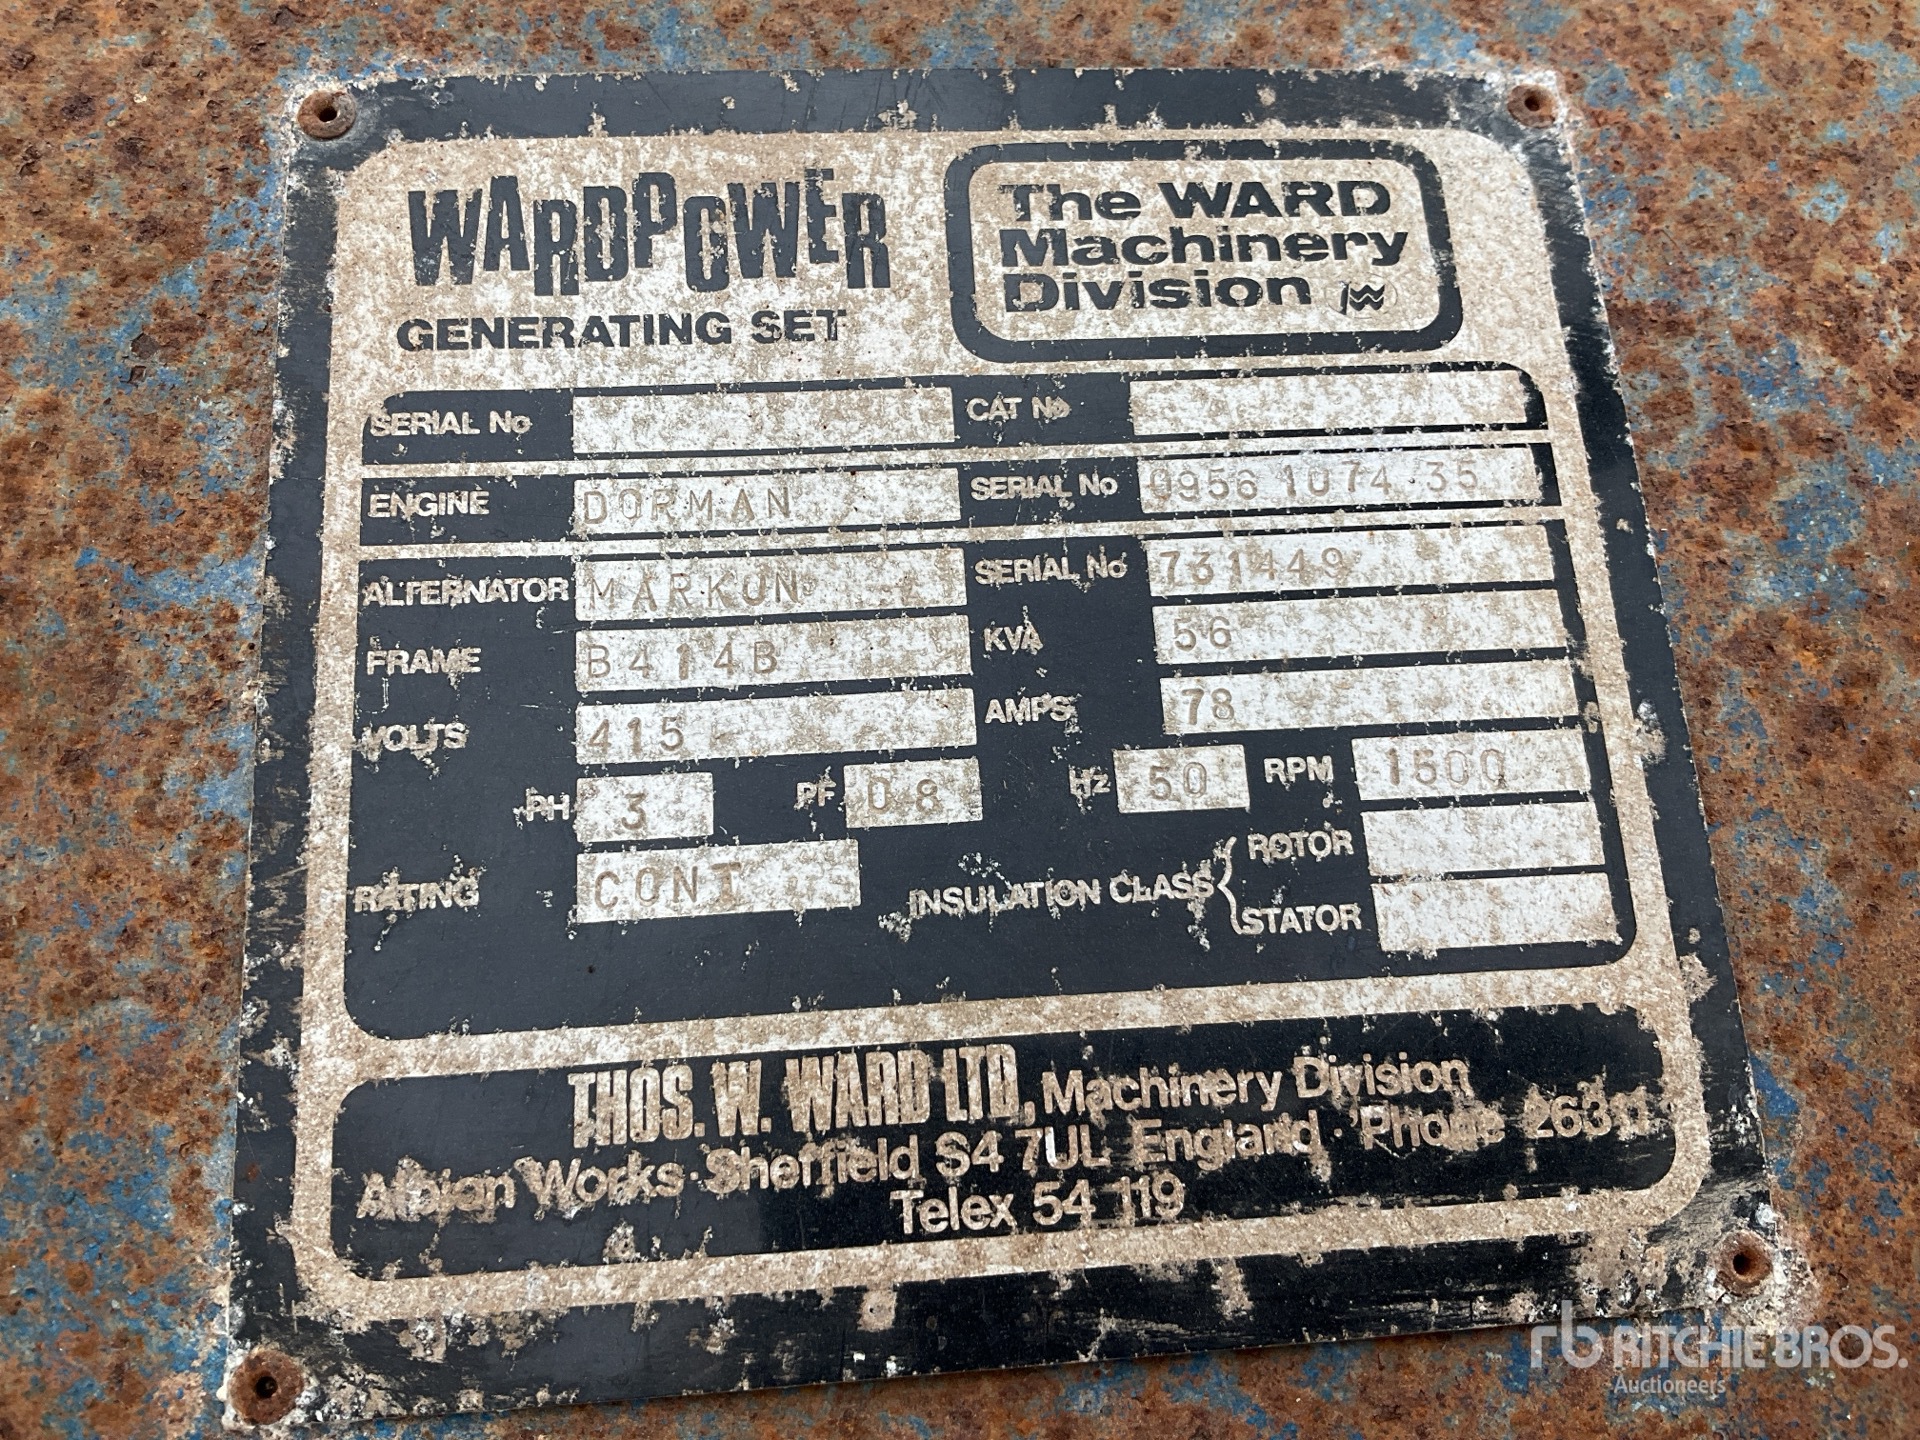 WARDPOWER
GENERATING SET
The WARD
Machinery
Division
SERIAL No CAT No
ENGINE DORMAN SERIAL No 9956 1074 35
ALTERNATOR MARKON SERIAL No 731449
FRAME B414B KVA 56
VOLTS 415 AMPS 78
PH 3 PF 0 8 Hz 50 RPM 1500
RATING CONT INSULATION CLASS ROTOR
STATOR
THOS. W. WARD LTD, Machinery Division
Albion Works · Sheffield S4 7UL England · 'Phone
Telex 54 119
rb RITCHIE BROS.
Auctioneers